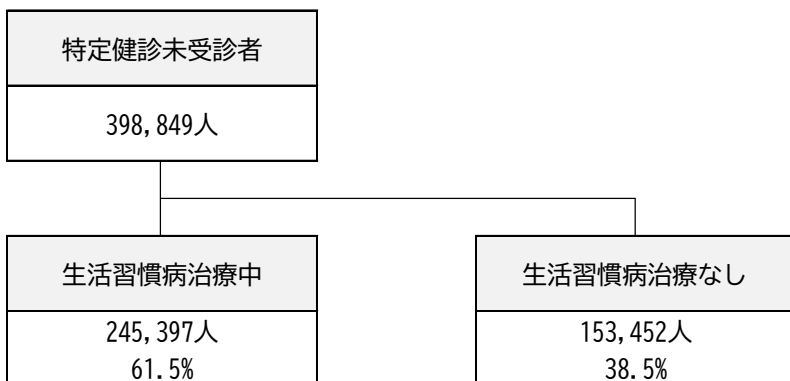 特定健診未受診者
398,849人
生活習慣病治療中
245,397人
61.5%
生活習慣病治療なし
153,452人
38.5%